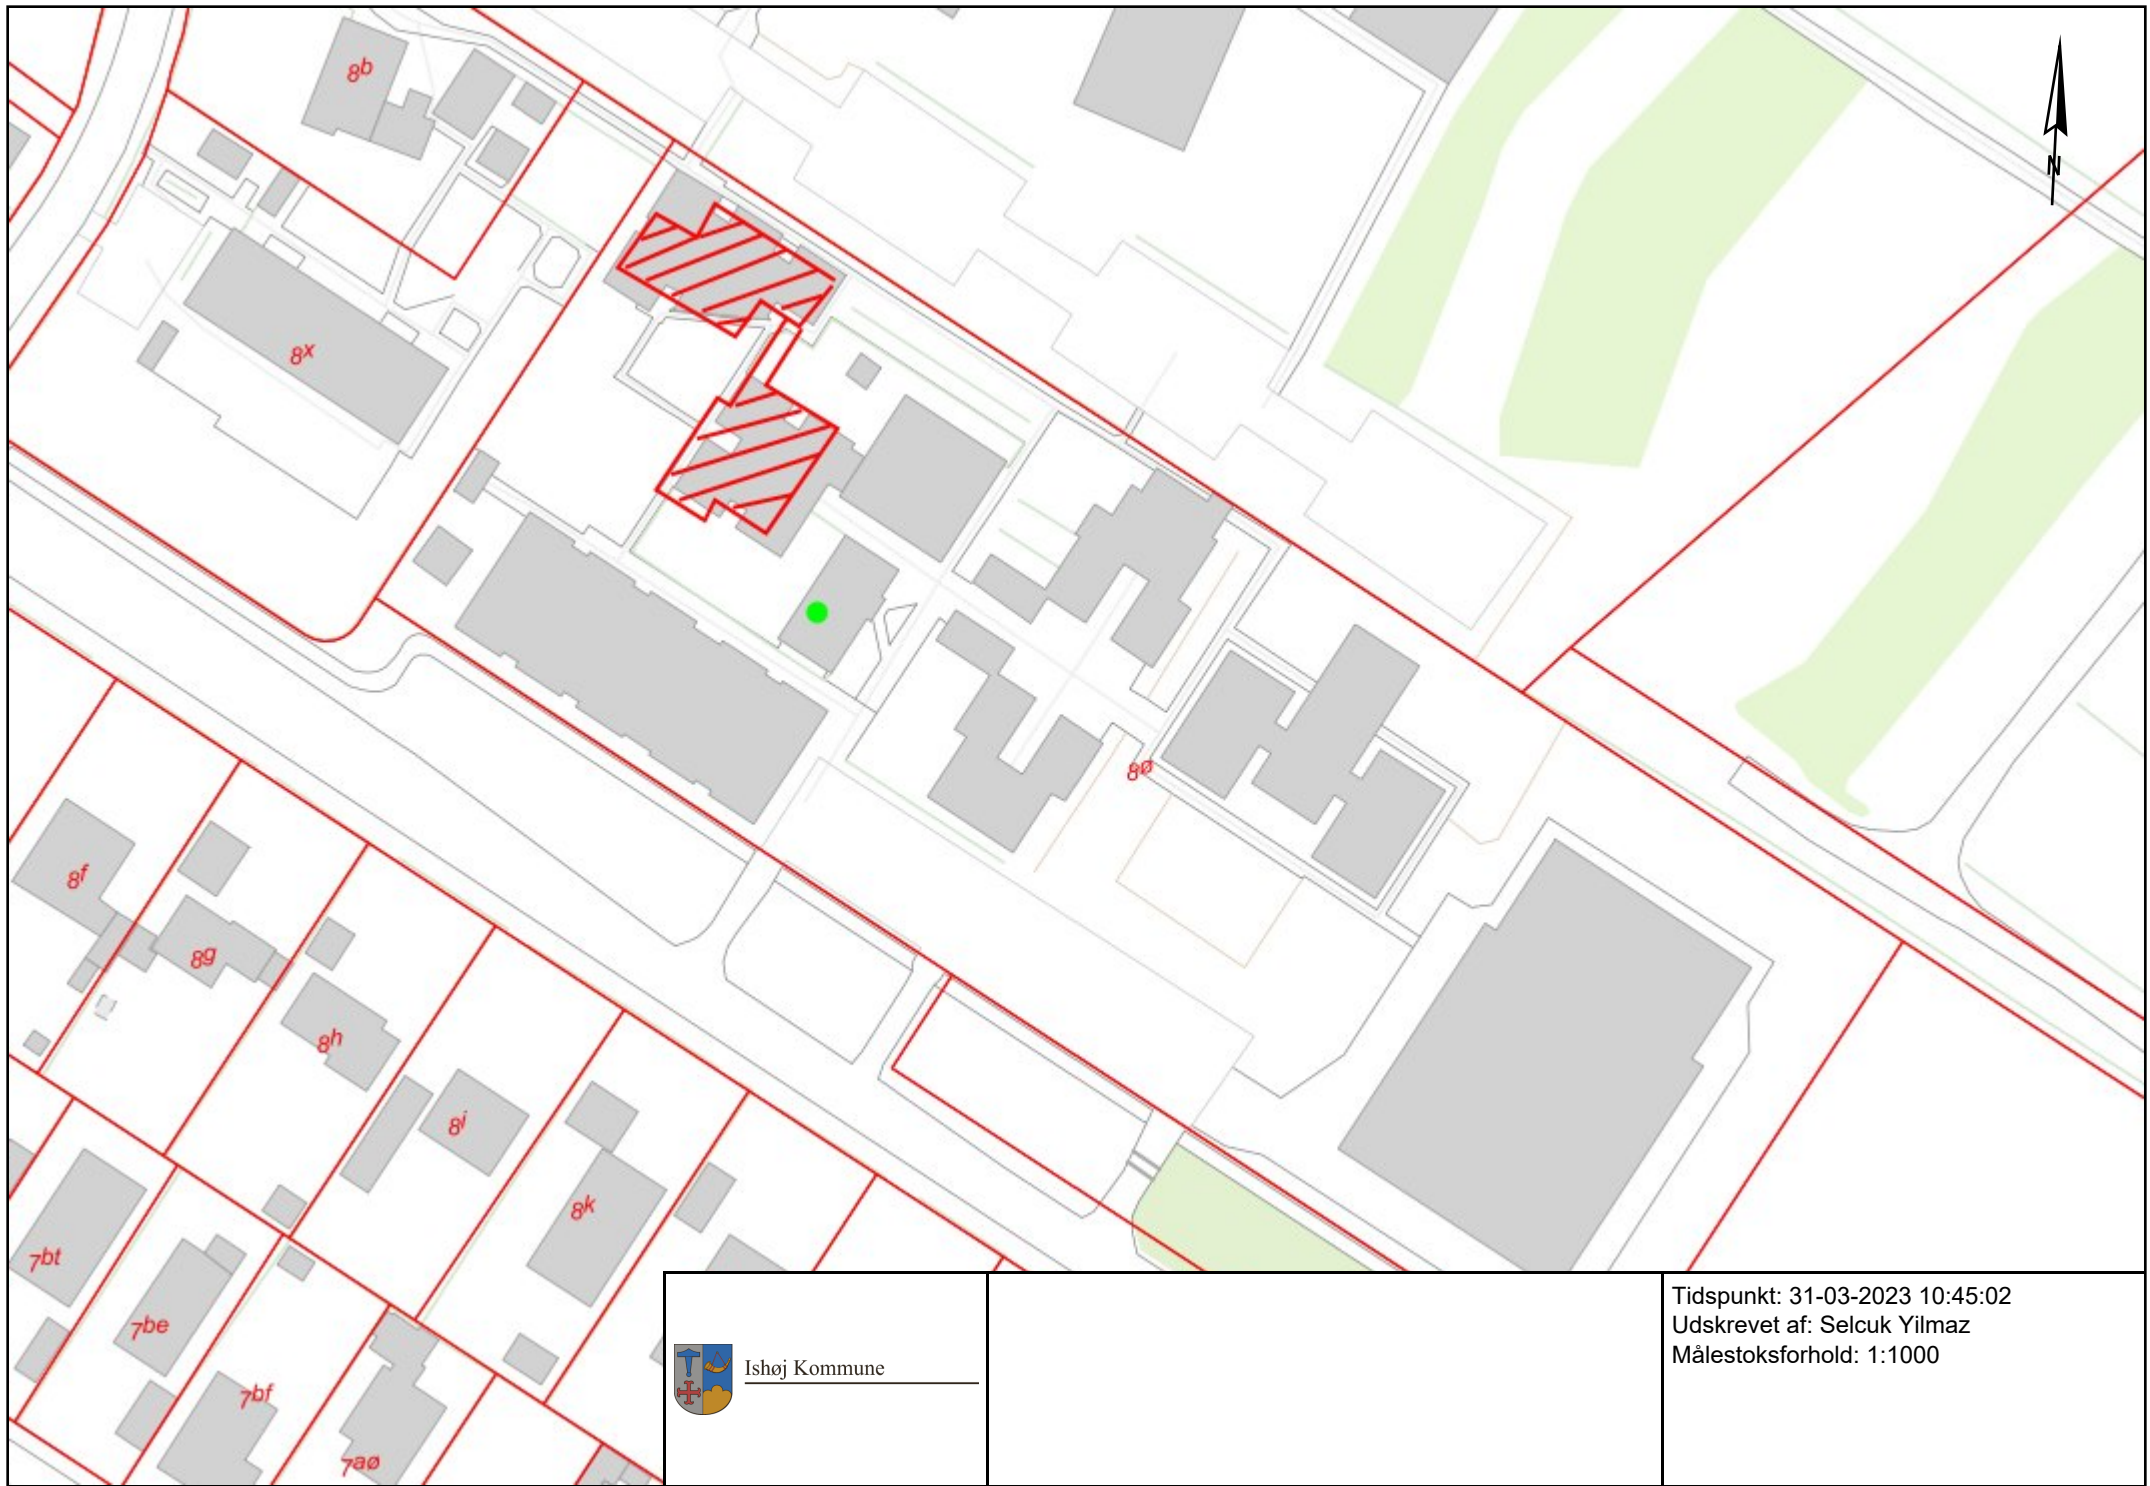 8b
N
8x
8ø
8f
8g
8h
8i
8k
7bt
7be
7bf
7aø
Ishøj Kommune
Tidspunkt: 31-03-2023 10:45:02
Udskrevet af: Selcuk Yilmaz
Målestoksforhold: 1:1000